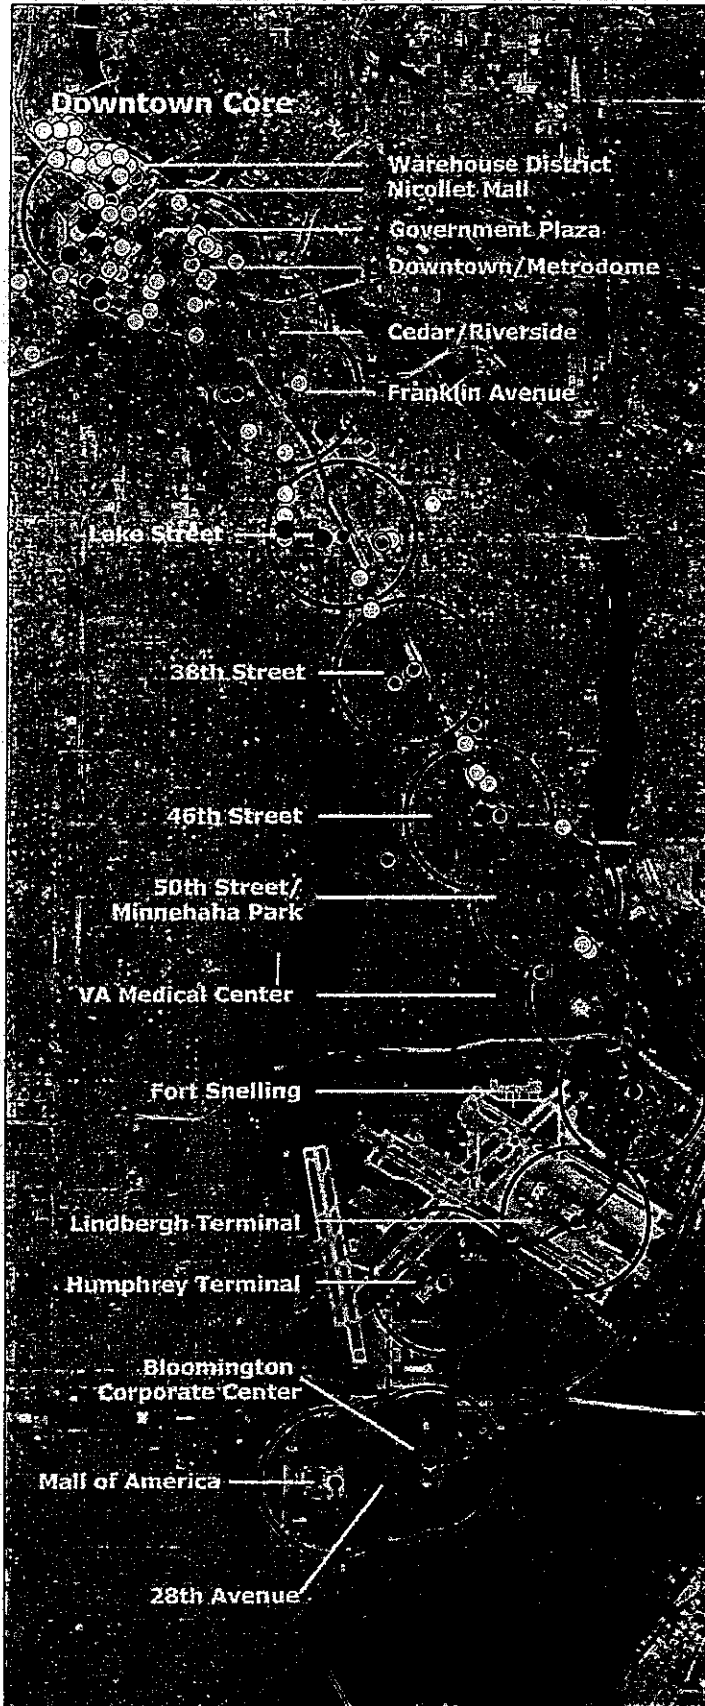 Downtown Core
Warehouse District
Nicollet Mall
Government Plaza
Downtown/Metrodome
Cedar/Riverside
Franklin Avenue
Lake Street
38th Street
46th Street
50th Street/
Minnehaha Park
VA Medical Center
Fort Snelling
Lindbergh Terminal
Humphrey Terminal
Bloomington
Corporate Center
Mall of America
28th Avenue